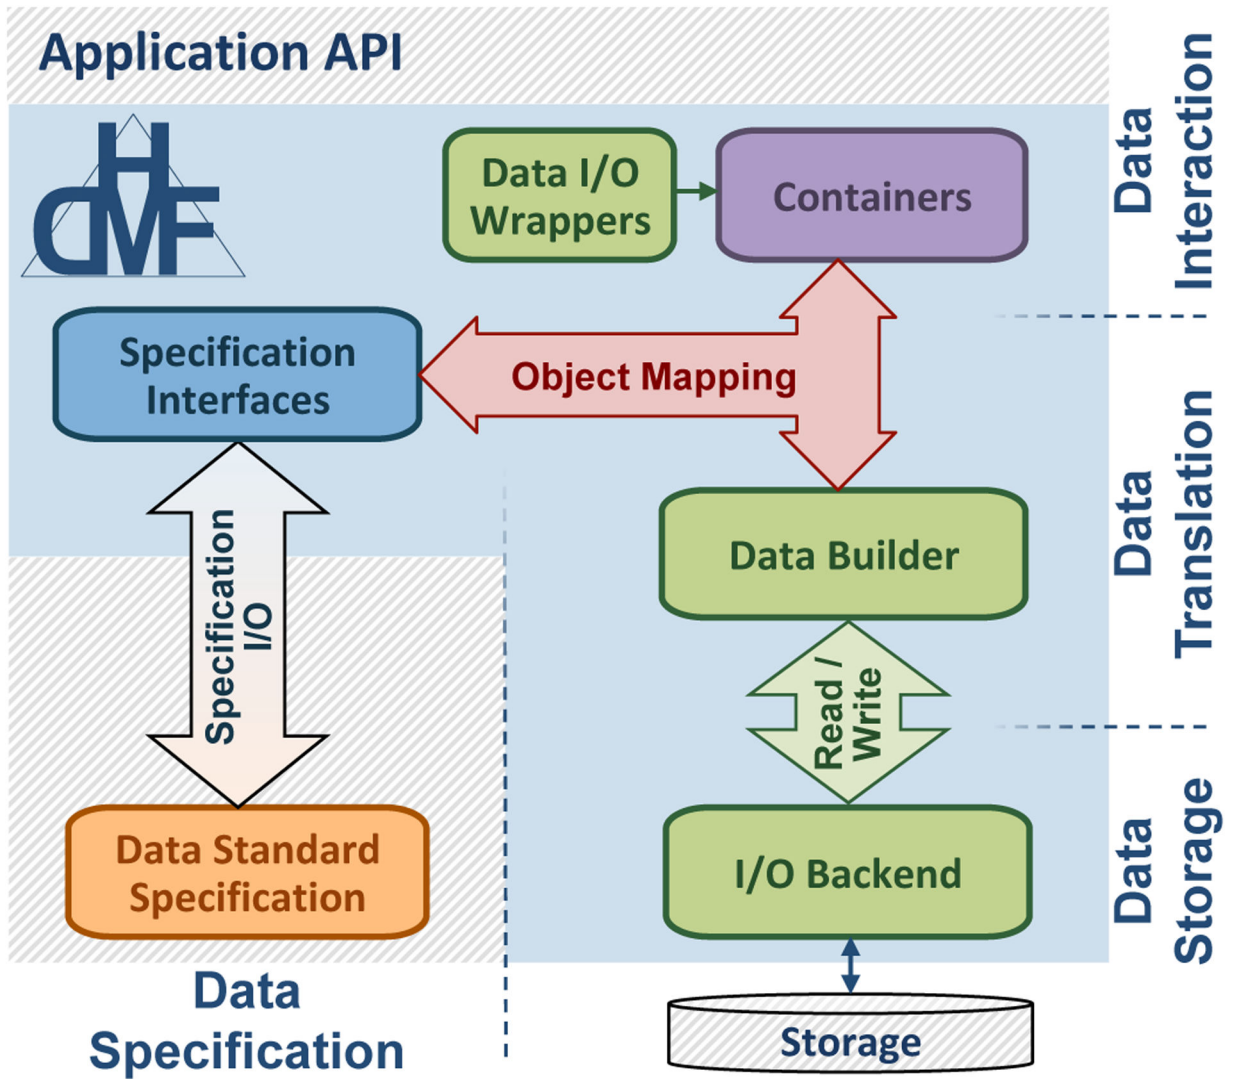 Application API
HDMF
Data I/O
Wrappers
Containers
Data
Interaction
Specification
Interfaces
Object Mapping
Data
Translation
Specification
I/O
Data Builder
Read /
Write
Data Standard
Specification
I/O Backend
Data
Storage
Data
Specification
Storage